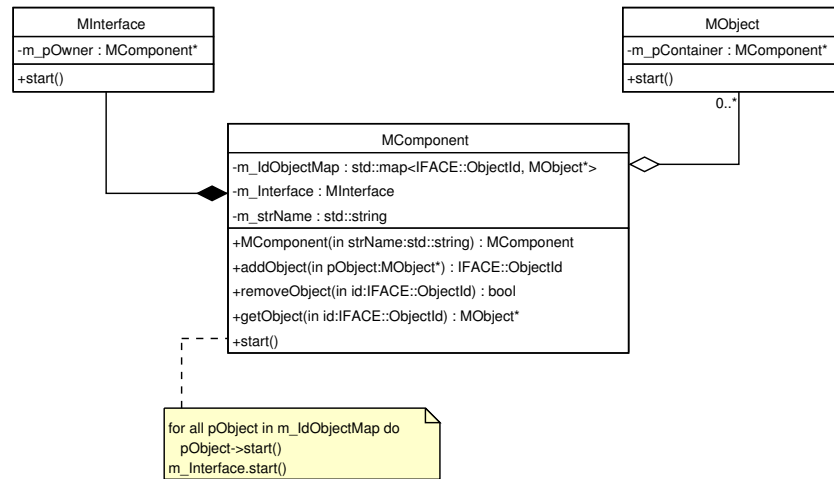 MInterface
-m_pOwner : MComponent*
+start()
MObject
-m_pContainer : MComponent*
+start()
0..*
MComponent
-m_IdObjectMap : std::map<IFACE::ObjectId, MObject*>
-m_Interface : MInterface
-m_strName : std::string
+MComponent(in strName:std::string) : MComponent
+addObject(in pObject:MObject*) : IFACE::ObjectId
+removeObject(in id:IFACE::ObjectId) : bool
+getObject(in id:IFACE::ObjectId) : MObject*
+start()
for all pObject in m_IdObjectMap do
pObject->start()
m_Interface.start()